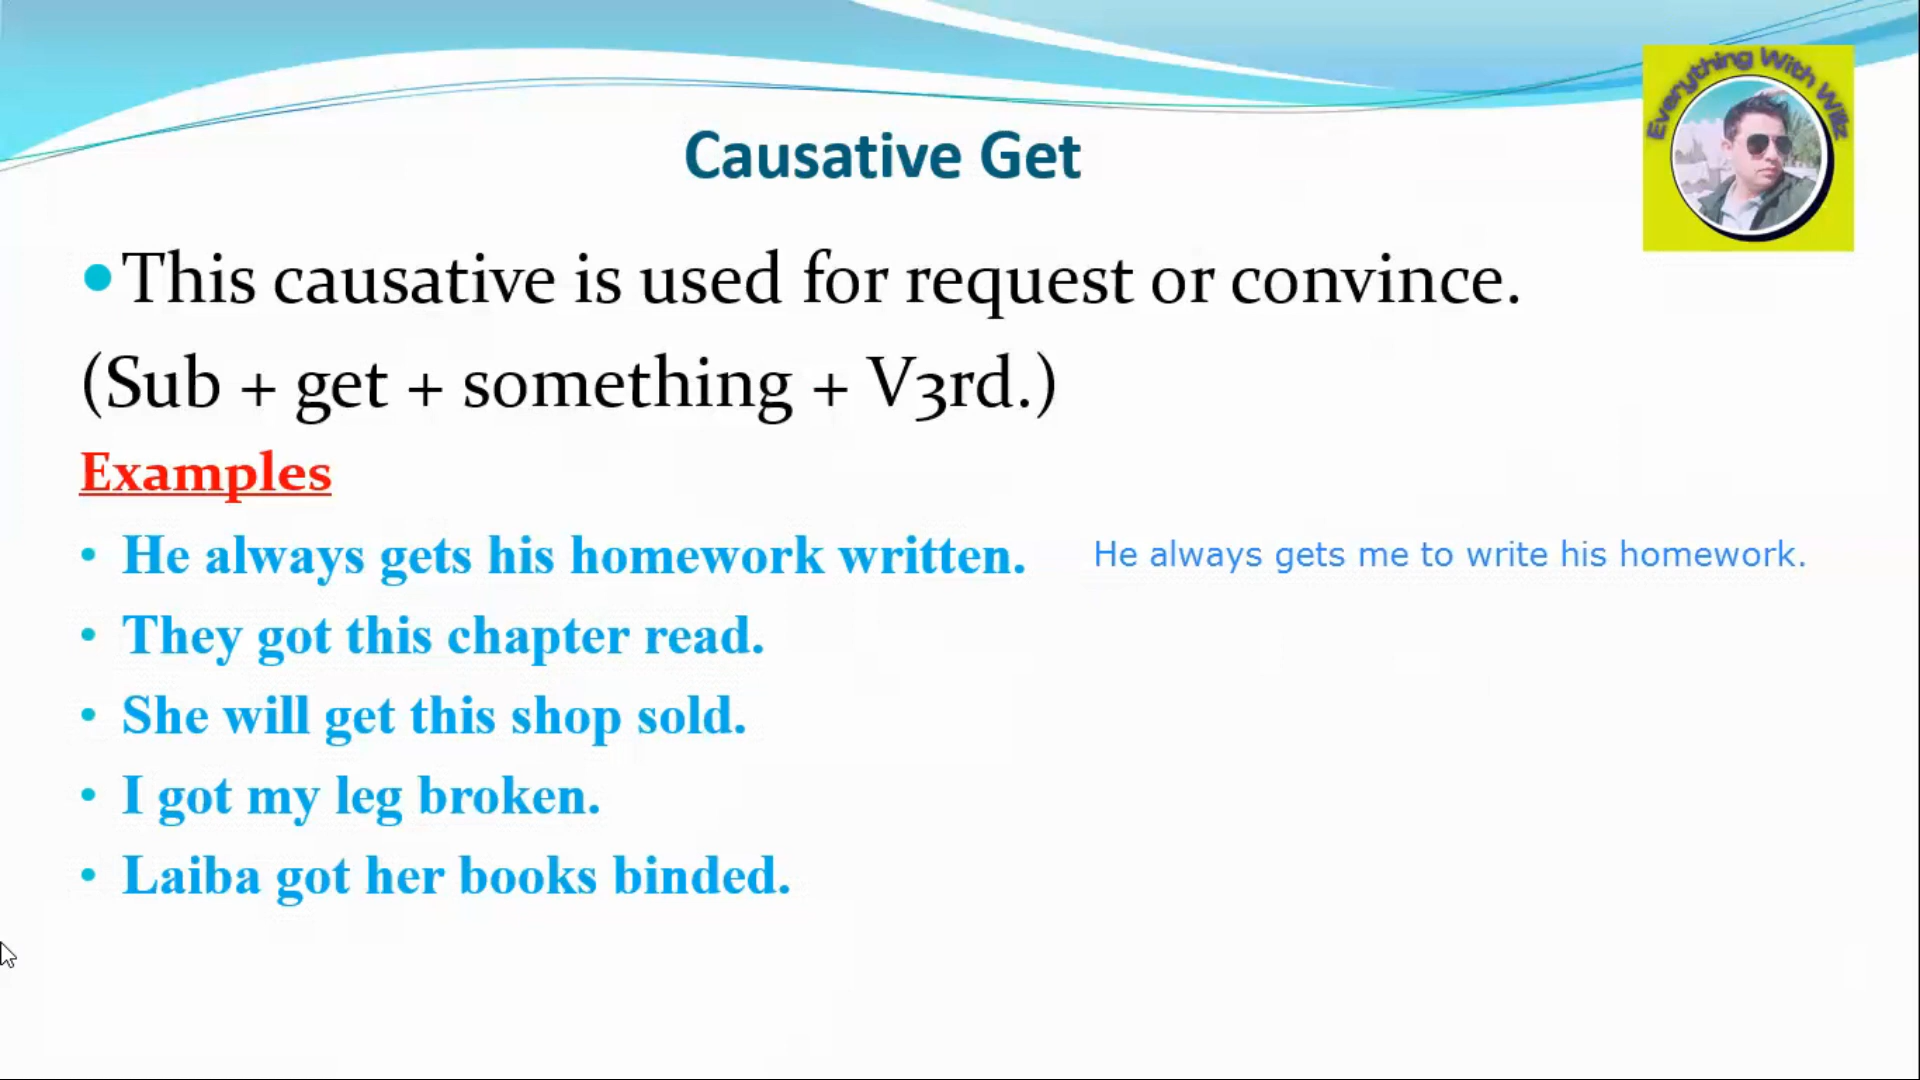 Everything With Willz
Causative Get
This causative is used for request or convince.
(Sub + get + something + V3rd.)
Examples
He always gets his homework written.
He always gets me to write his homework.
They got this chapter read.
She will get this shop sold.
I got my leg broken.
Laiba got her books binded.